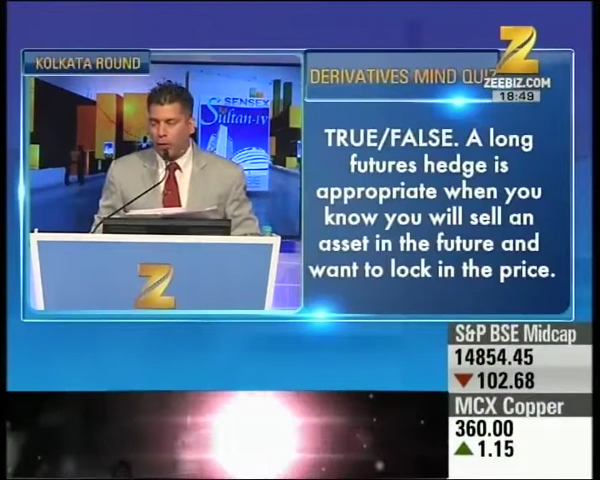 KOLKATA ROUND
DERIVATIVES MIND QUIZ
Z
ZEEBIZ.COM
18:49
SENSEX
Sultan-IV
TRUE/FALSE. A long
futures hedge is
appropriate when you
know you will sell an
asset in the future and
want to lock in the price.
Z
S&P BSE Midcap
14854.45
▼ 102.68
MCX Copper
360.00
▲ 1.15